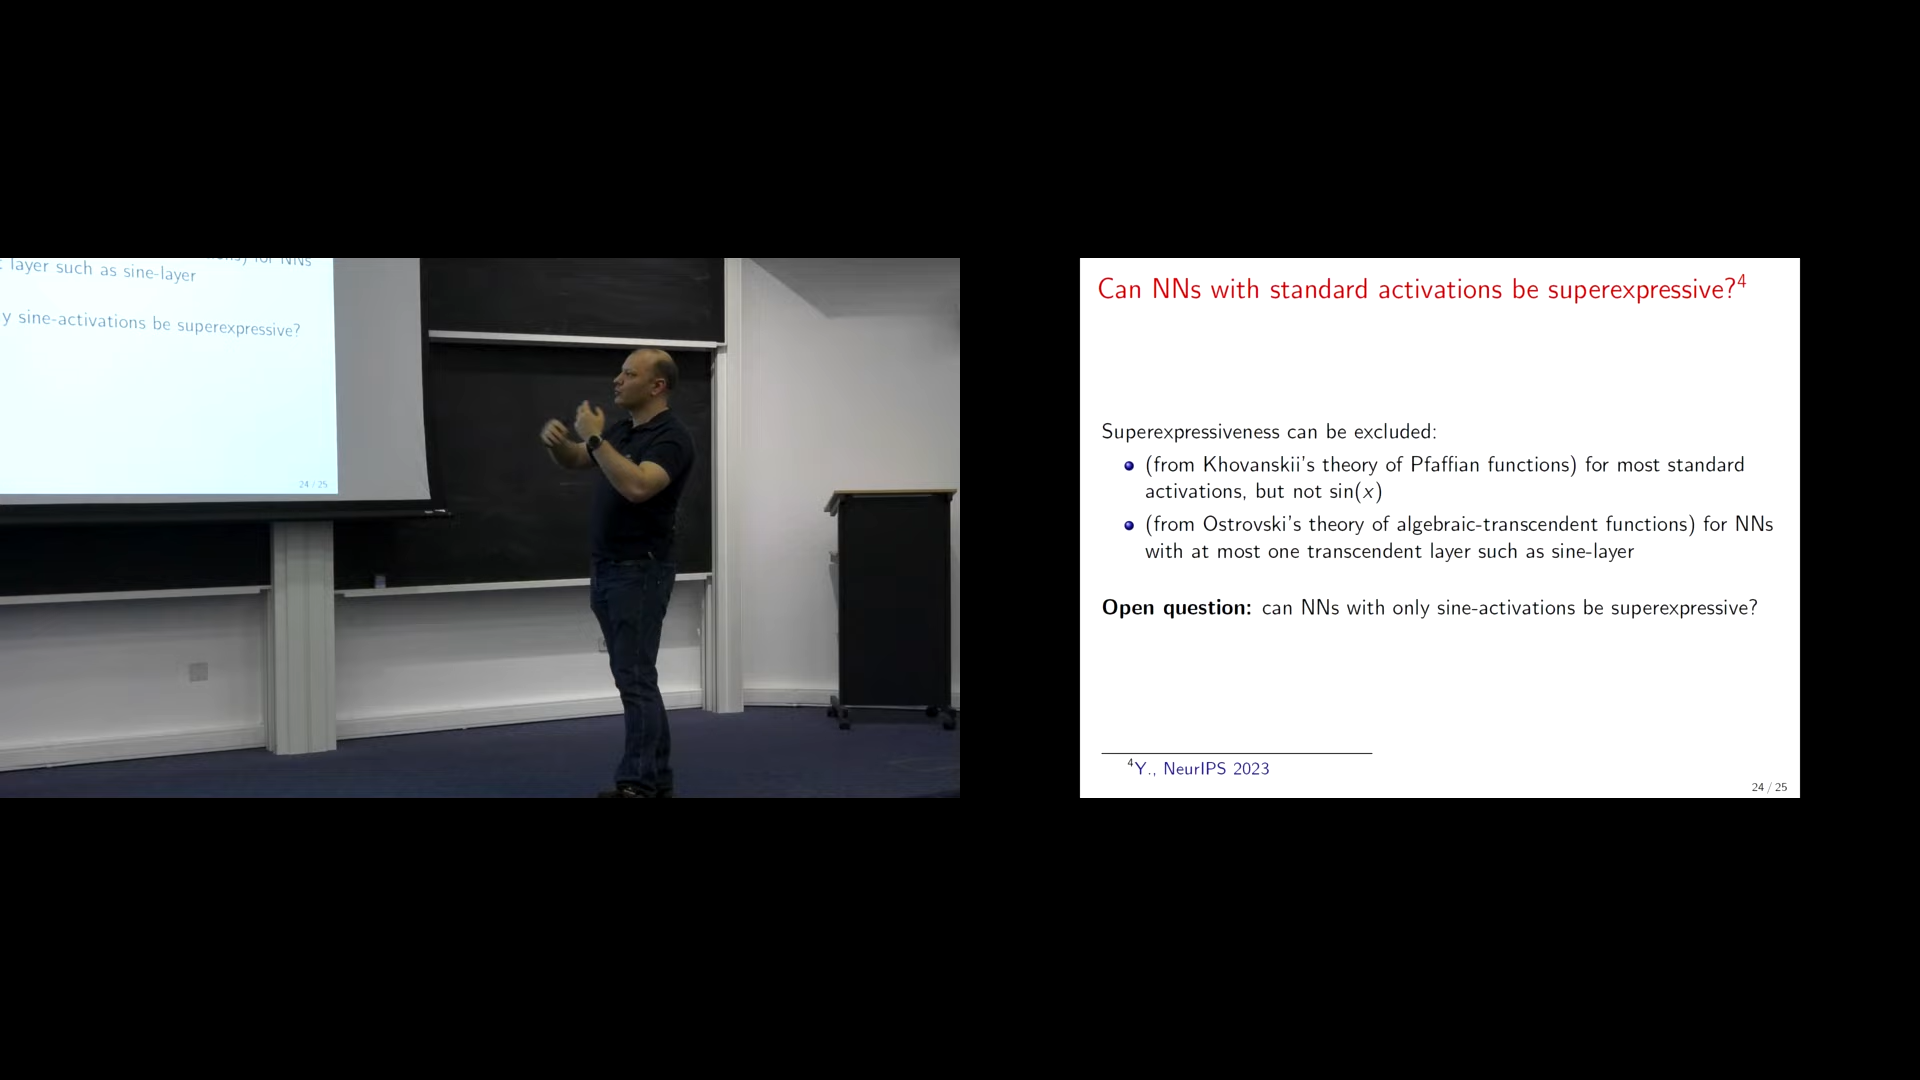 layer such as sine-layer
for NNs
y sine-activations be superexpressive?
24 / 25
Can NNs with standard activations be superexpressive?⁴
Superexpressiveness can be excluded:
(from Khovanskii's theory of Pfaffian functions) for most standard
activations, but not sin(x)
(from Ostrovski's theory of algebraic-transcendent functions) for NNs
with at most one transcendent layer such as sine-layer
Open question: can NNs with only sine-activations be superexpressive?
⁴Y., NeurIPS 2023
24 / 25